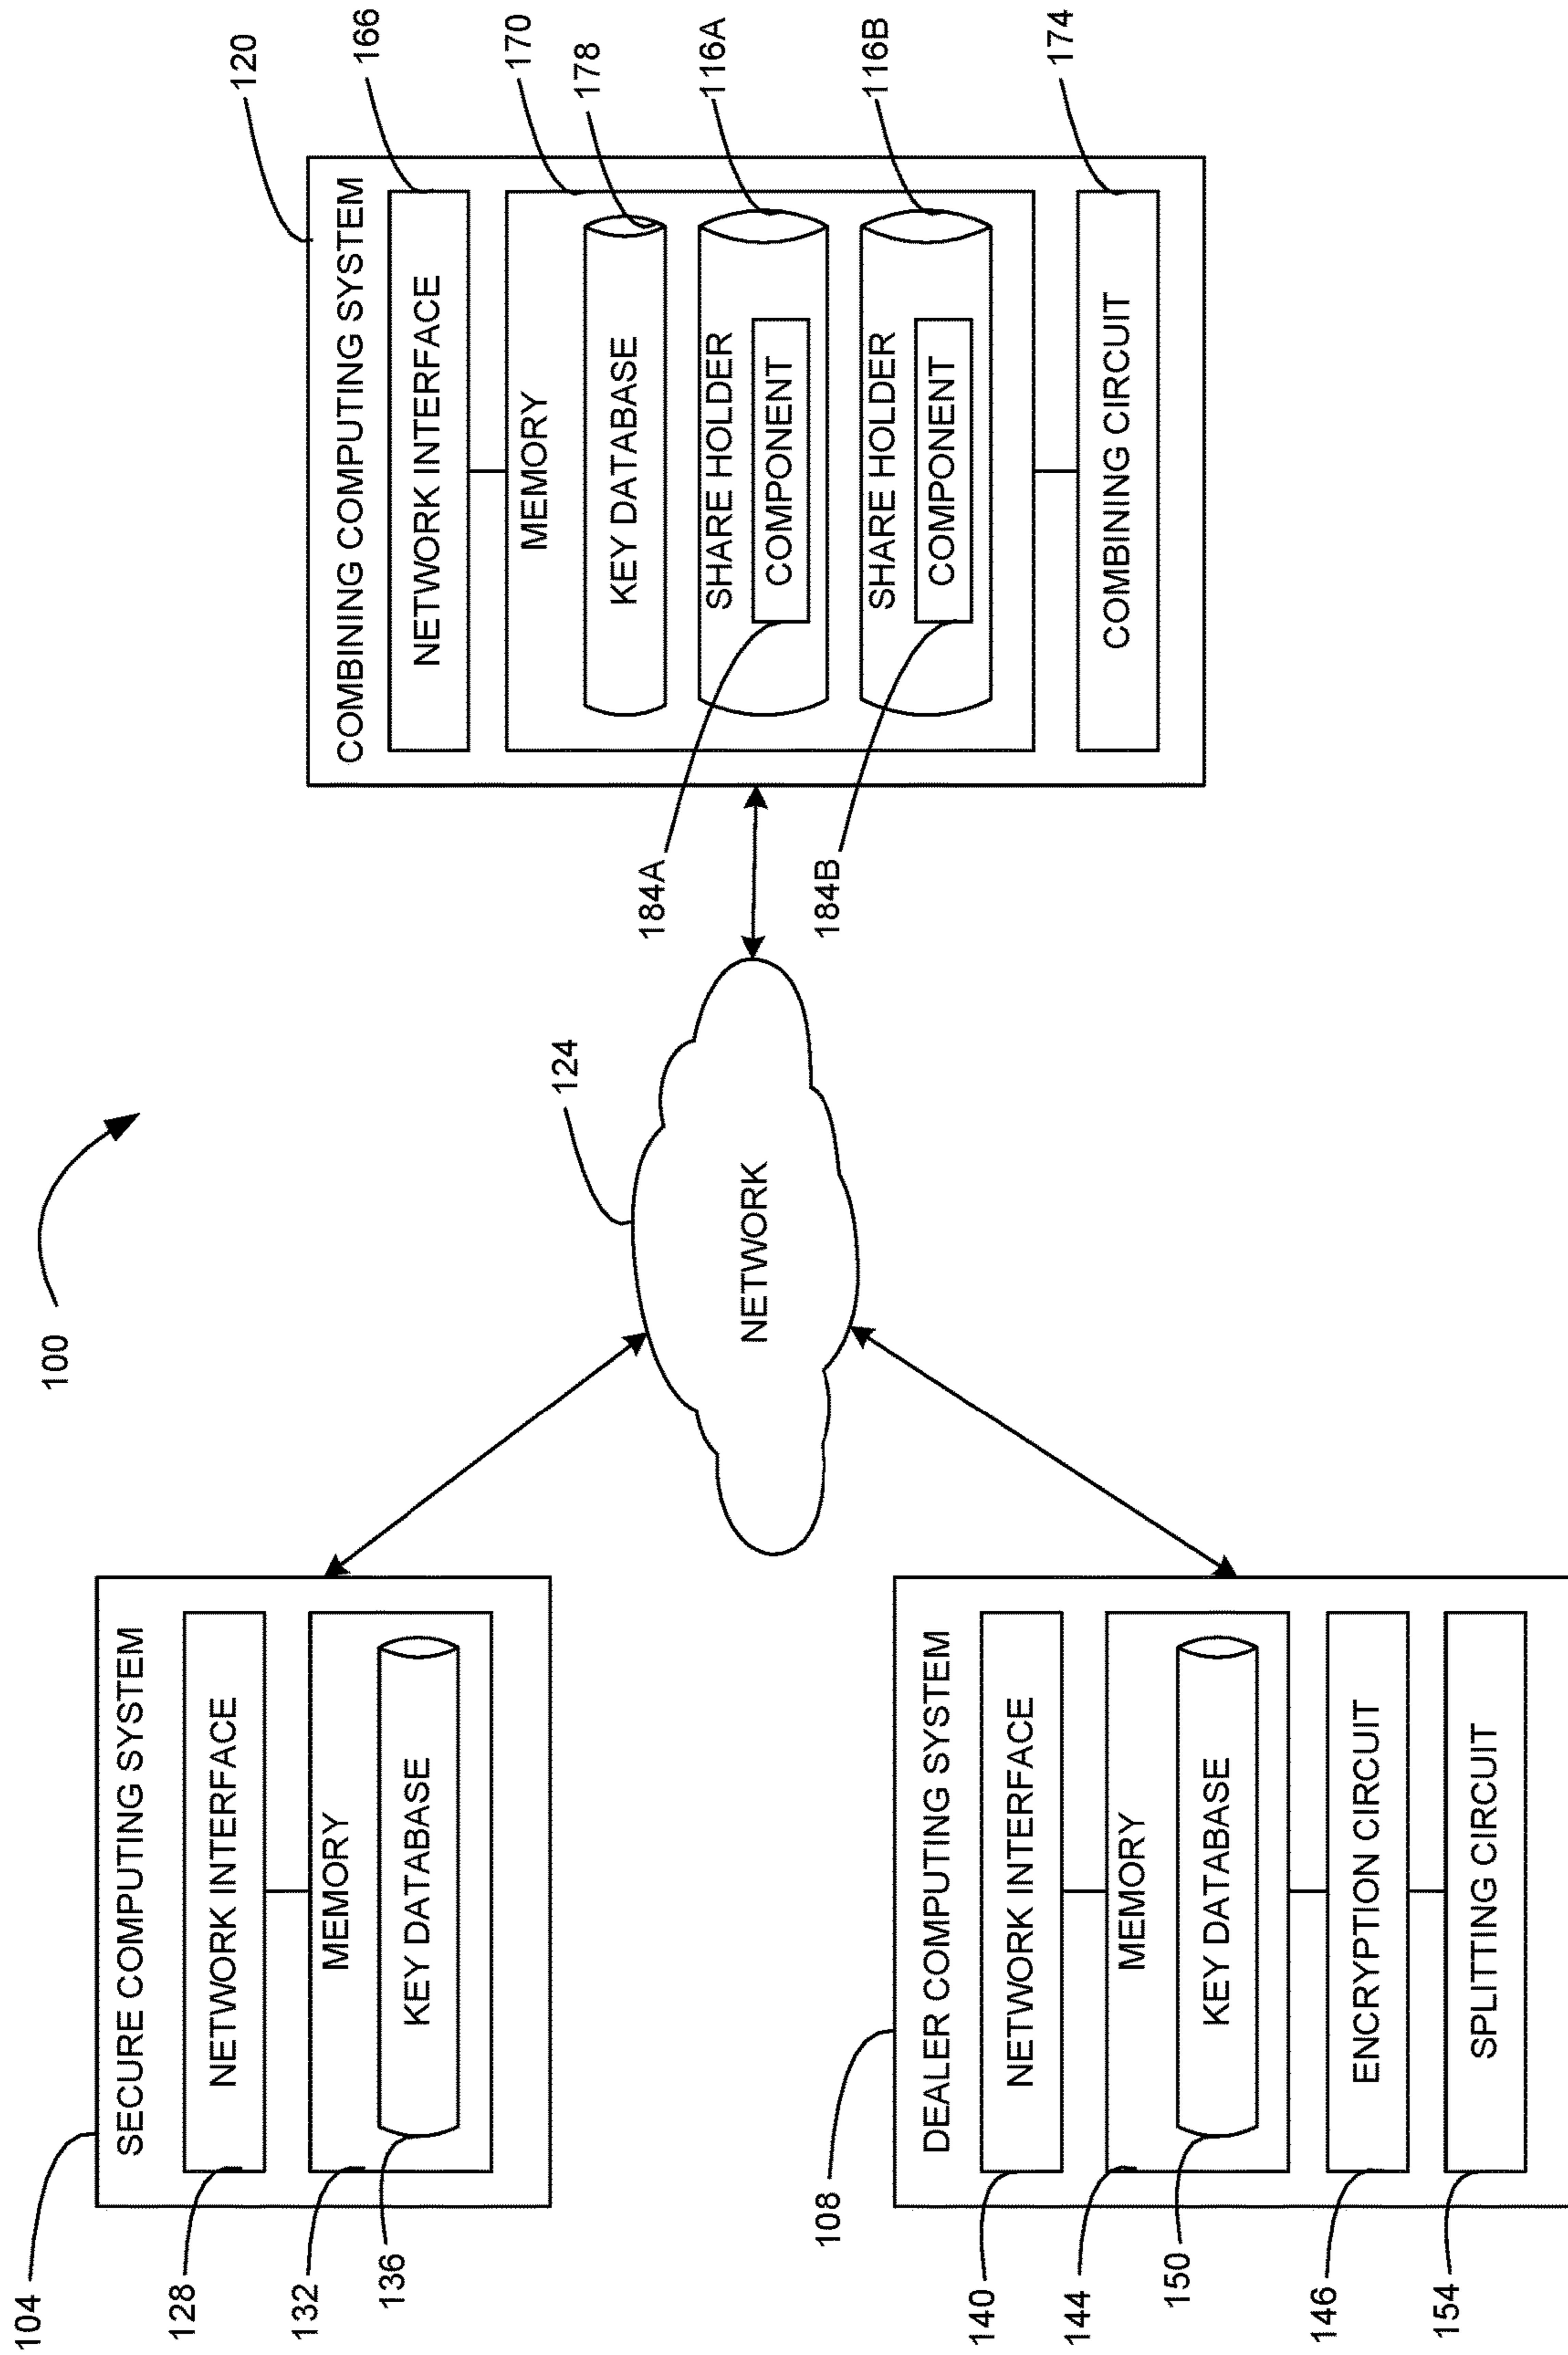 100
104
SECURE COMPUTING SYSTEM
128
NETWORK INTERFACE
132
MEMORY
136
KEY DATABASE
108
DEALER COMPUTING SYSTEM
140
NETWORK INTERFACE
144
MEMORY
150
KEY DATABASE
146
ENCRYPTION CIRCUIT
154
SPLITTING CIRCUIT
124
NETWORK
120
COMBINING COMPUTING SYSTEM
166
NETWORK INTERFACE
170
MEMORY
178
KEY DATABASE
116A
SHARE HOLDER
184A
COMPONENT
116B
SHARE HOLDER
184B
COMPONENT
174
COMBINING CIRCUIT